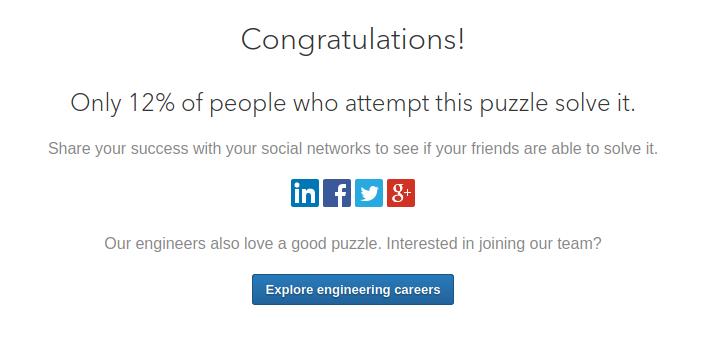 Congratulations!
Only 12% of people who attempt this puzzle solve it.
Share your success with your social networks to see if your friends are able to solve it.
in f g+
Our engineers also love a good puzzle. Interested in joining our team?
Explore engineering careers